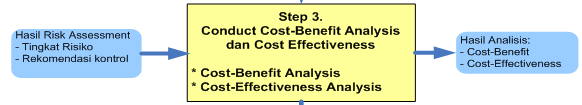 Hasil Risk Assessment
- Tingkat Risiko
- Rekomendasi kontrol
Step 3.
Conduct Cost-Benefit Analysis
dan Cost Effectiveness
* Cost-Benefit Analysis
* Cost-Effectiveness Analysis
Hasil Analisis:
- Cost-Benefit
- Cost-Effectiveness